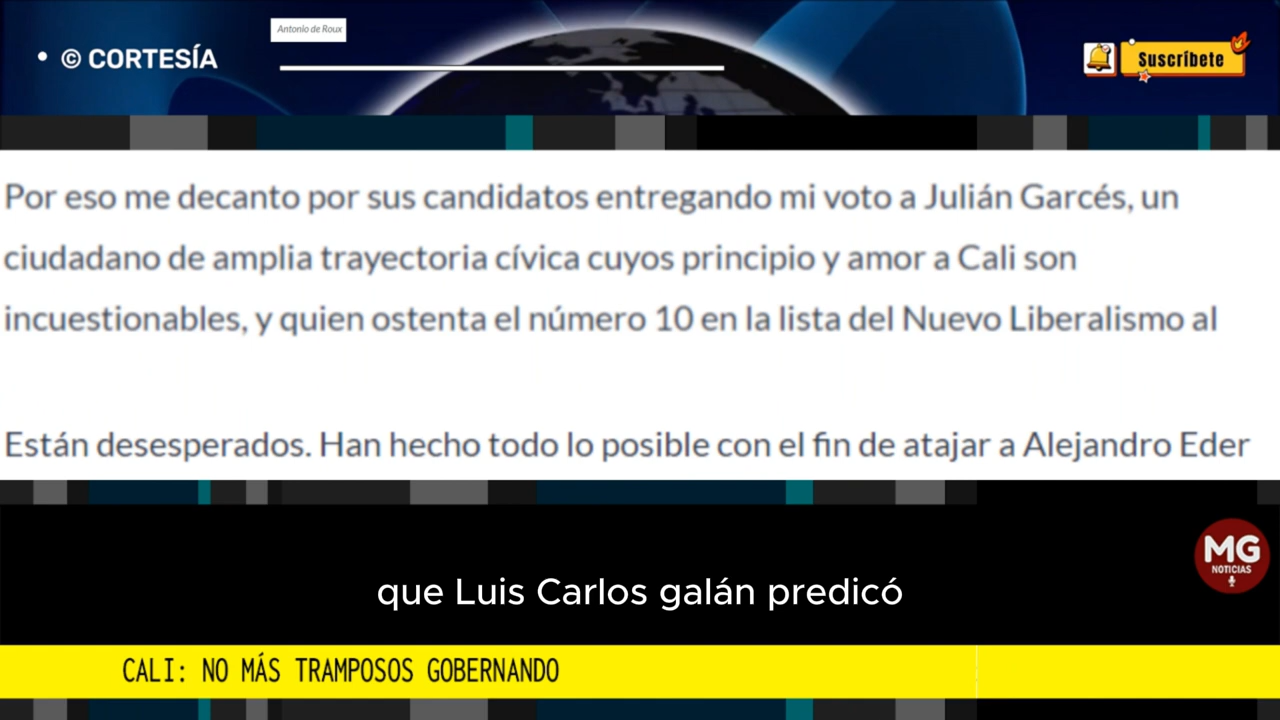 Antonio de Roux
• © CORTESÍA
Suscríbete
Por eso me decanto por sus candidatos entregando mi voto a Julián Garcés, un
ciudadano de amplia trayectoria cívica cuyos principio y amor a Cali son
incuestionables, y quien ostenta el número 10 en la lista del Nuevo Liberalismo al
Están desesperados. Han hecho todo lo posible con el fin de atajar a Alejandro Eder
MG
NOTICIAS
que Luis Carlos galán predicó
CALI: NO MÁS TRAMPOSOS GOBERNANDO